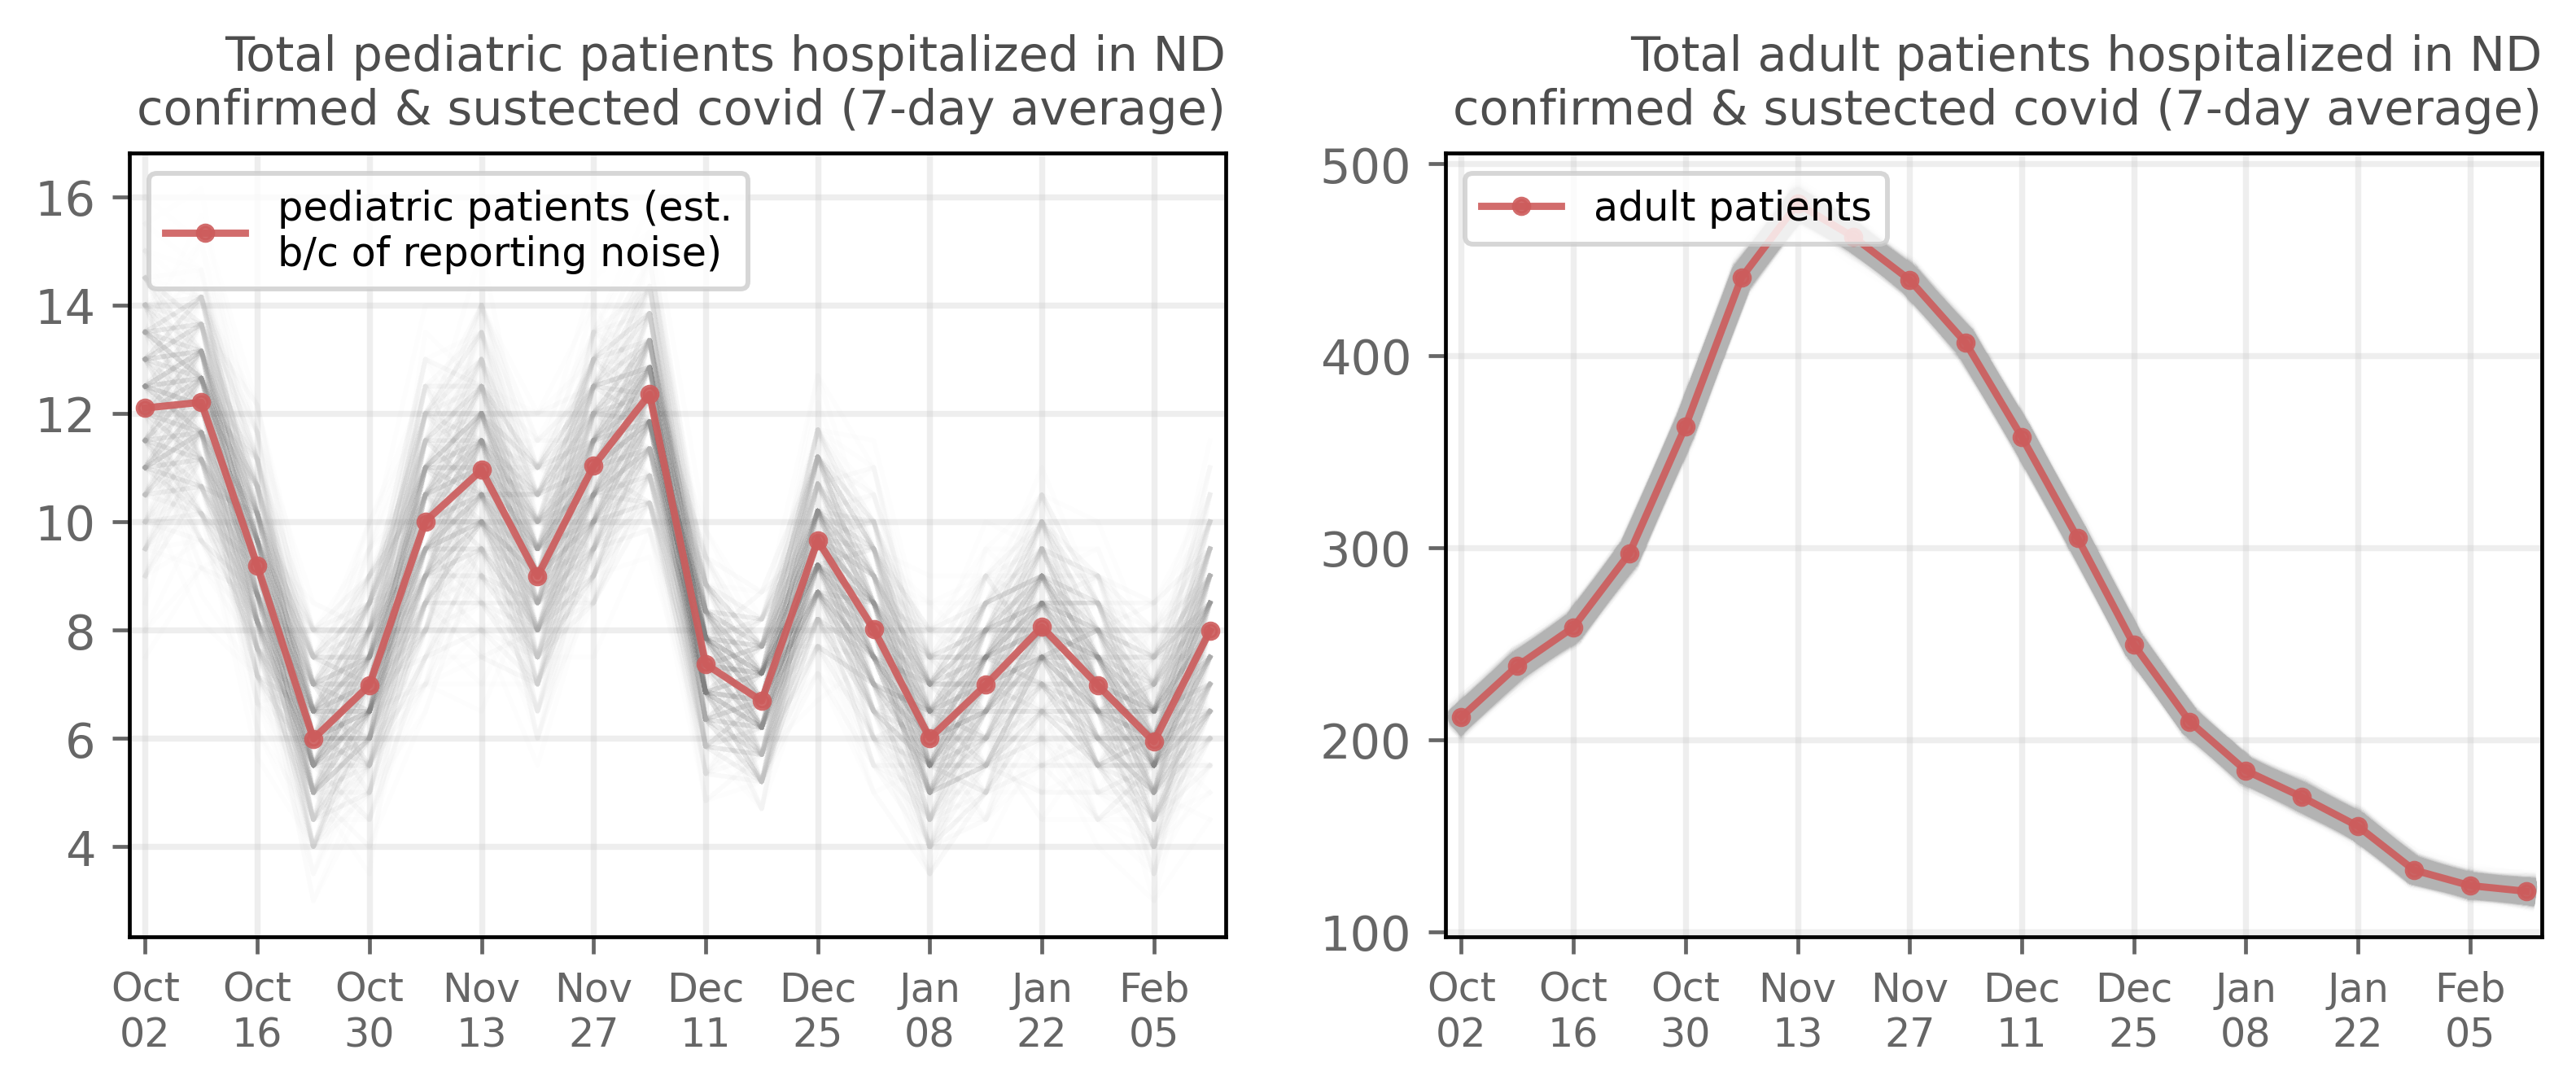 Total pediatric patients hospitalized in ND
confirmed & sustected covid (7-day average)
pediatric patients (est.
b/c of reporting noise)
16
14
12
10
8
6
4
Oct Oct Oct Nov Nov Dec Dec Jan Jan Feb
02 16 30 13 27 11 25 08 22 05
Total adult patients hospitalized in ND
confirmed & sustected covid (7-day average)
adult patients
500
400
300
200
100
Oct Oct Oct Nov Nov Dec Dec Jan Jan Feb
02 16 30 13 27 11 25 08 22 05